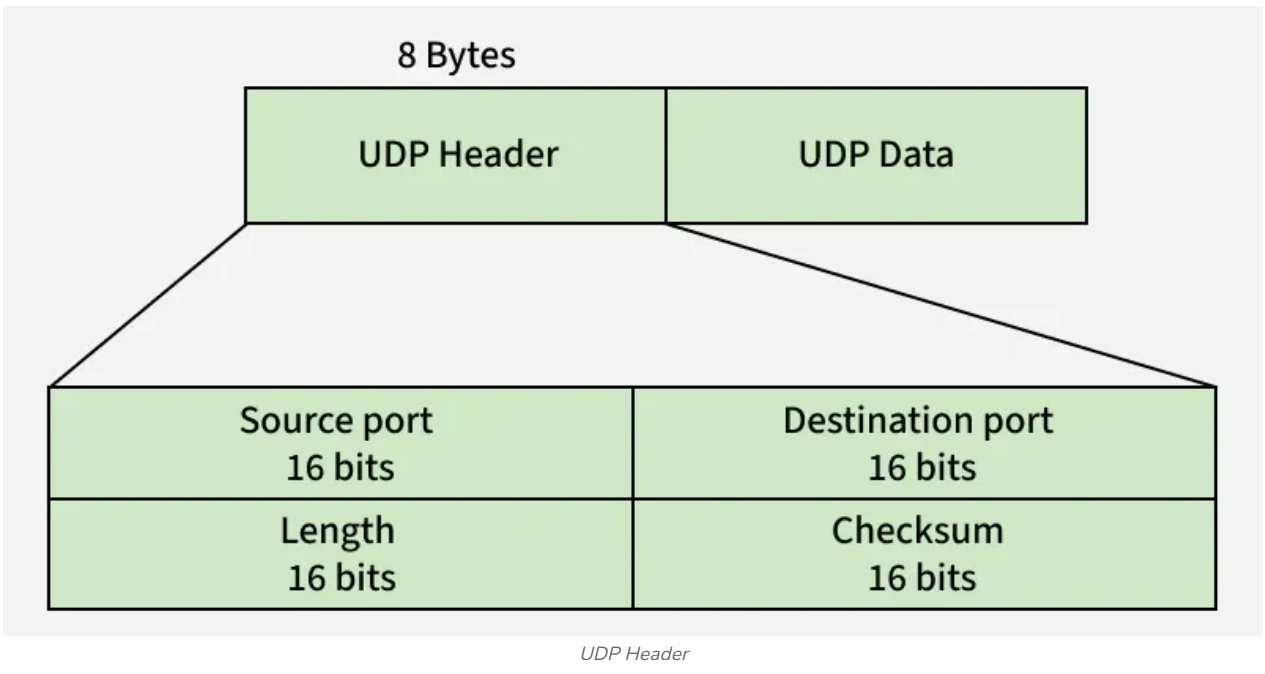 8 Bytes
UDP Header
UDP Data
Source port
16 bits
Destination port
16 bits
Length
16 bits
Checksum
16 bits
UDP Header